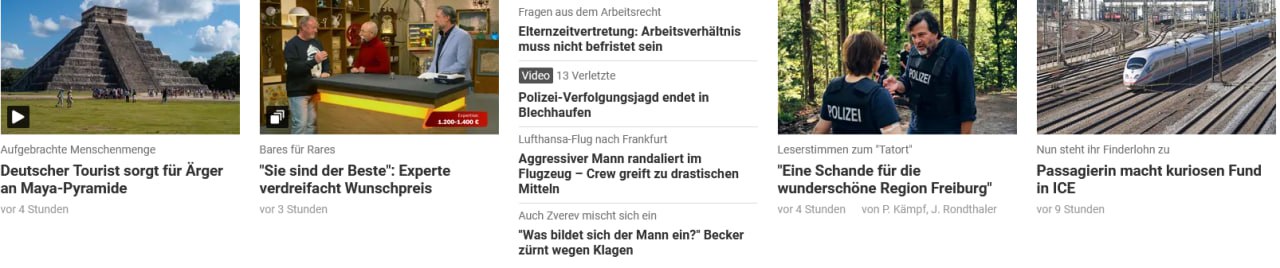 Aufgebrachte Menschenmenge
Deutscher Tourist sorgt für Ärger
an Maya-Pyramide
vor 4 Stunden
Expertise:
1.200-1.400 €
Bares für Rares
"Sie sind der Beste": Experte
verdreifacht Wunschpreis
vor 3 Stunden
Fragen aus dem Arbeitsrecht
Elternzeitvertretung: Arbeitsverhältnis
muss nicht befristet sein
Video 13 Verletzte
Polizei-Verfolgungsjagd endet in
Blechhaufen
Lufthansa-Flug nach Frankfurt
Aggressiver Mann randaliert im
Flugzeug – Crew greift zu drastischen
Mitteln
Auch Zverev mischt sich ein
"Was bildet sich der Mann ein?" Becker
zürnt wegen Klagen
POLIZEI
POLIZEI
Leserstimmen zum "Tatort"
"Eine Schande für die
wunderschöne Region Freiburg"
vor 4 Stunden von P. Kämpf, J. Rondthaler
Nun steht ihr Finderlohn zu
Passagierin macht kuriosen Fund
in ICE
vor 9 Stunden